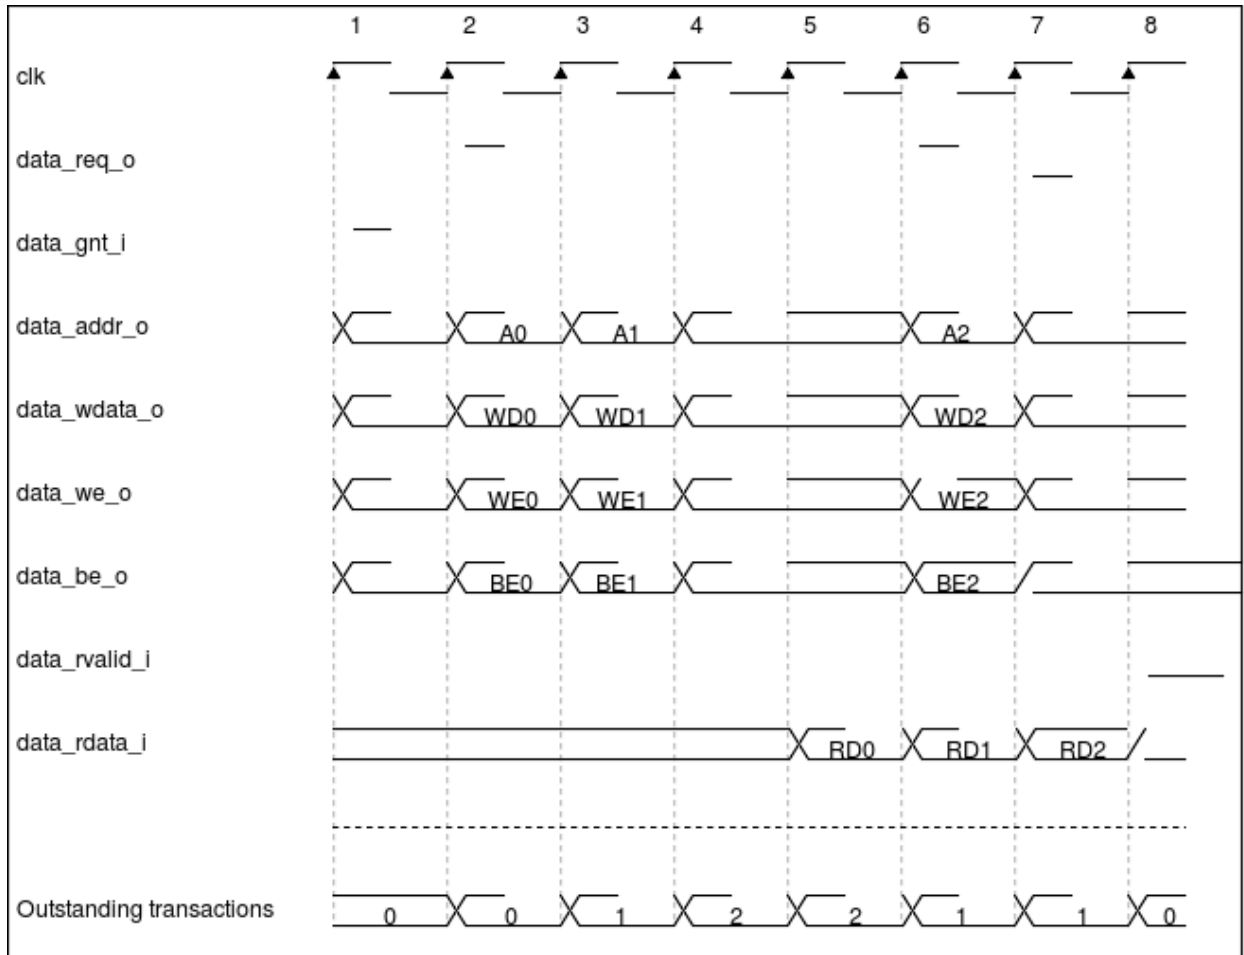 1 2 3 4 5 6 7 8
clk
data_req_o
data_gnt_i
data_addr_o A0 A1 A2
data_wdata_o WD0 WD1 WD2
data_we_o WE0 WE1 WE2
data_be_o BE0 BE1 BE2
data_rvalid_i
data_rdata_i RD0 RD1 RD2
Outstanding transactions 0 0 1 2 2 1 1 0